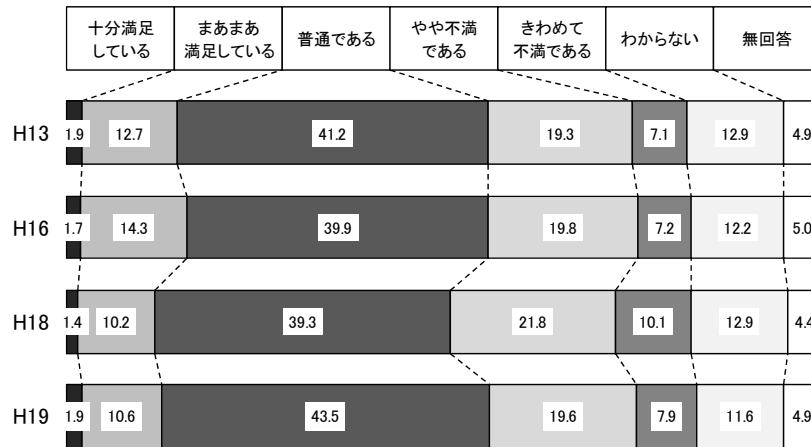 十分満足
している
まあまあ
満足している
普通である
やや不満
である
きわめて
不満である
わからない
無回答
H13 1.9 12.7 41.2 19.3 7.1 12.9 4.9
H16 1.7 14.3 39.9 19.8 7.2 12.2 5.0
H18 1.4 10.2 39.3 21.8 10.1 12.9 4.4
H19 1.9 10.6 43.5 19.6 7.9 11.6 4.9